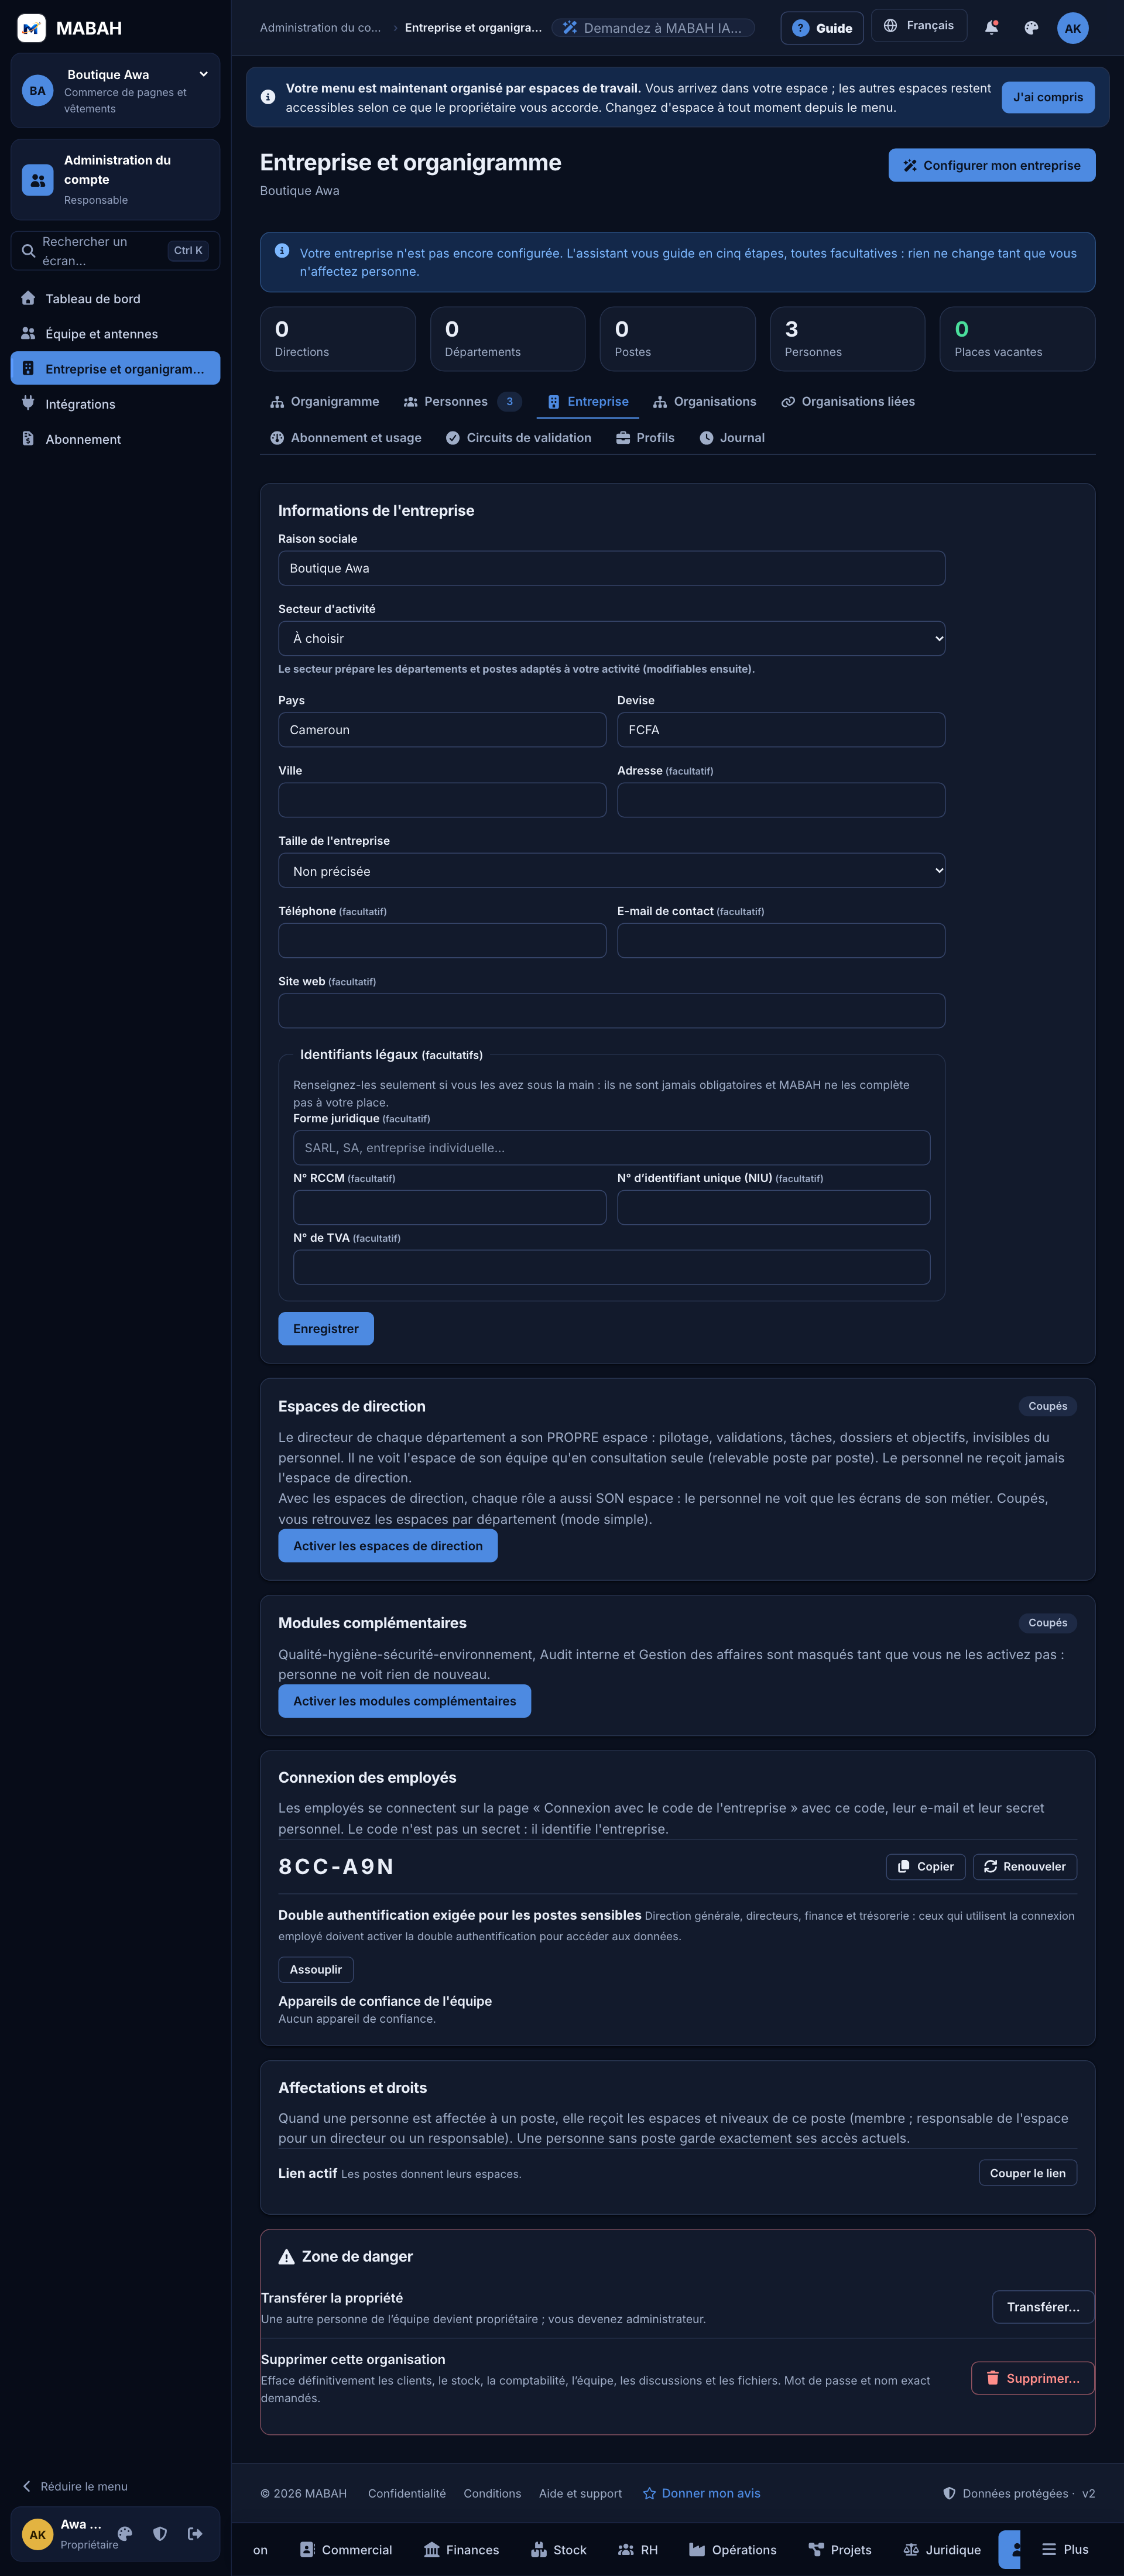 MABAH
BA
Boutique Awa
Commerce de pagnes et
vêtements
Administration du
compte
Responsable
Rechercher un
écran...
Ctrl K
Tableau de bord
Équipe et antennes
Entreprise et organigram...
Intégrations
Abonnement
Réduire le menu
AK
Awa ...
Propriétaire
Administration du co...
Entreprise et organigra...
Demandez à MABAH IA...
? Guide
Français
AK
Votre menu est maintenant organisé par espaces de travail. Vous arrivez dans votre espace ; les autres espaces restent
accessibles selon ce que le propriétaire vous accorde. Changez d'espace à tout moment depuis le menu.
J'ai compris
Entreprise et organigramme
Boutique Awa
Configurer mon entreprise
Votre entreprise n'est pas encore configurée. L'assistant vous guide en cinq étapes, toutes facultatives : rien ne change tant que vous
n'affectez personne.
0
Directions
0
Départements
0
Postes
3
Personnes
0
Places vacantes
Organigramme
Personnes 3
Entreprise
Organisations
Organisations liées
Abonnement et usage
Circuits de validation
Profils
Journal
Informations de l'entreprise
Raison sociale
Boutique Awa
Secteur d'activité
À choisir
Le secteur prépare les départements et postes adaptés à votre activité (modifiables ensuite).
Pays
Devise
Cameroun
FCFA
Ville
Adresse (facultatif)
Taille de l'entreprise
Non précisée
Téléphone (facultatif)
E-mail de contact (facultatif)
Site web (facultatif)
Identifiants légaux (facultatifs)
Renseignez-les seulement si vous les avez sous la main : ils ne sont jamais obligatoires et MABAH ne les complète
pas à votre place.
Forme juridique (facultatif)
SARL, SA, entreprise individuelle...
N° RCCM (facultatif)
N° d’identifiant unique (NIU) (facultatif)
N° de TVA (facultatif)
Enregistrer
Espaces de direction
Coupés
Le directeur de chaque département a son PROPRE espace : pilotage, validations, tâches, dossiers et objectifs, invisibles du
personnel. Il ne voit l'espace de son équipe qu'en consultation seule (relevable poste par poste). Le personnel ne reçoit jamais
l'espace de direction.
Avec les espaces de direction, chaque rôle a aussi SON espace : le personnel ne voit que les écrans de son métier. Coupés,
vous retrouvez les espaces par département (mode simple).
Activer les espaces de direction
Modules complémentaires
Coupés
Qualité-hygiène-sécurité-environnement, Audit interne et Gestion des affaires sont masqués tant que vous ne les activez pas :
personne ne voit rien de nouveau.
Activer les modules complémentaires
Connexion des employés
Les employés se connectent sur la page « Connexion avec le code de l'entreprise » avec ce code, leur e-mail et leur secret
personnel. Le code n'est pas un secret : il identifie l'entreprise.
8CC-A9N
Copier
Renouveler
Double authentification exigée pour les postes sensibles Direction générale, directeurs, finance et trésorerie : ceux qui utilisent la connexion
employé doivent activer la double authentification pour accéder aux données.
Assouplir
Appareils de confiance de l'équipe
Aucun appareil de confiance.
Affectations et droits
Quand une personne est affectée à un poste, elle reçoit les espaces et niveaux de ce poste (membre ; responsable de l'espace
pour un directeur ou un responsable). Une personne sans poste garde exactement ses accès actuels.
Lien actif Les postes donnent leurs espaces.
Couper le lien
Zone de danger
Transférer la propriété
Une autre personne de l’équipe devient propriétaire ; vous devenez administrateur.
Transférer...
Supprimer cette organisation
Efface définitivement les clients, le stock, la comptabilité, l’équipe, les discussions et les fichiers. Mot de passe et nom exact
demandés.
Supprimer...
© 2026 MABAH
Confidentialité
Conditions
Aide et support
Donner mon avis
Données protégées · v2
on
Commercial
Finances
Stock
RH
Opérations
Projets
Juridique
Plus